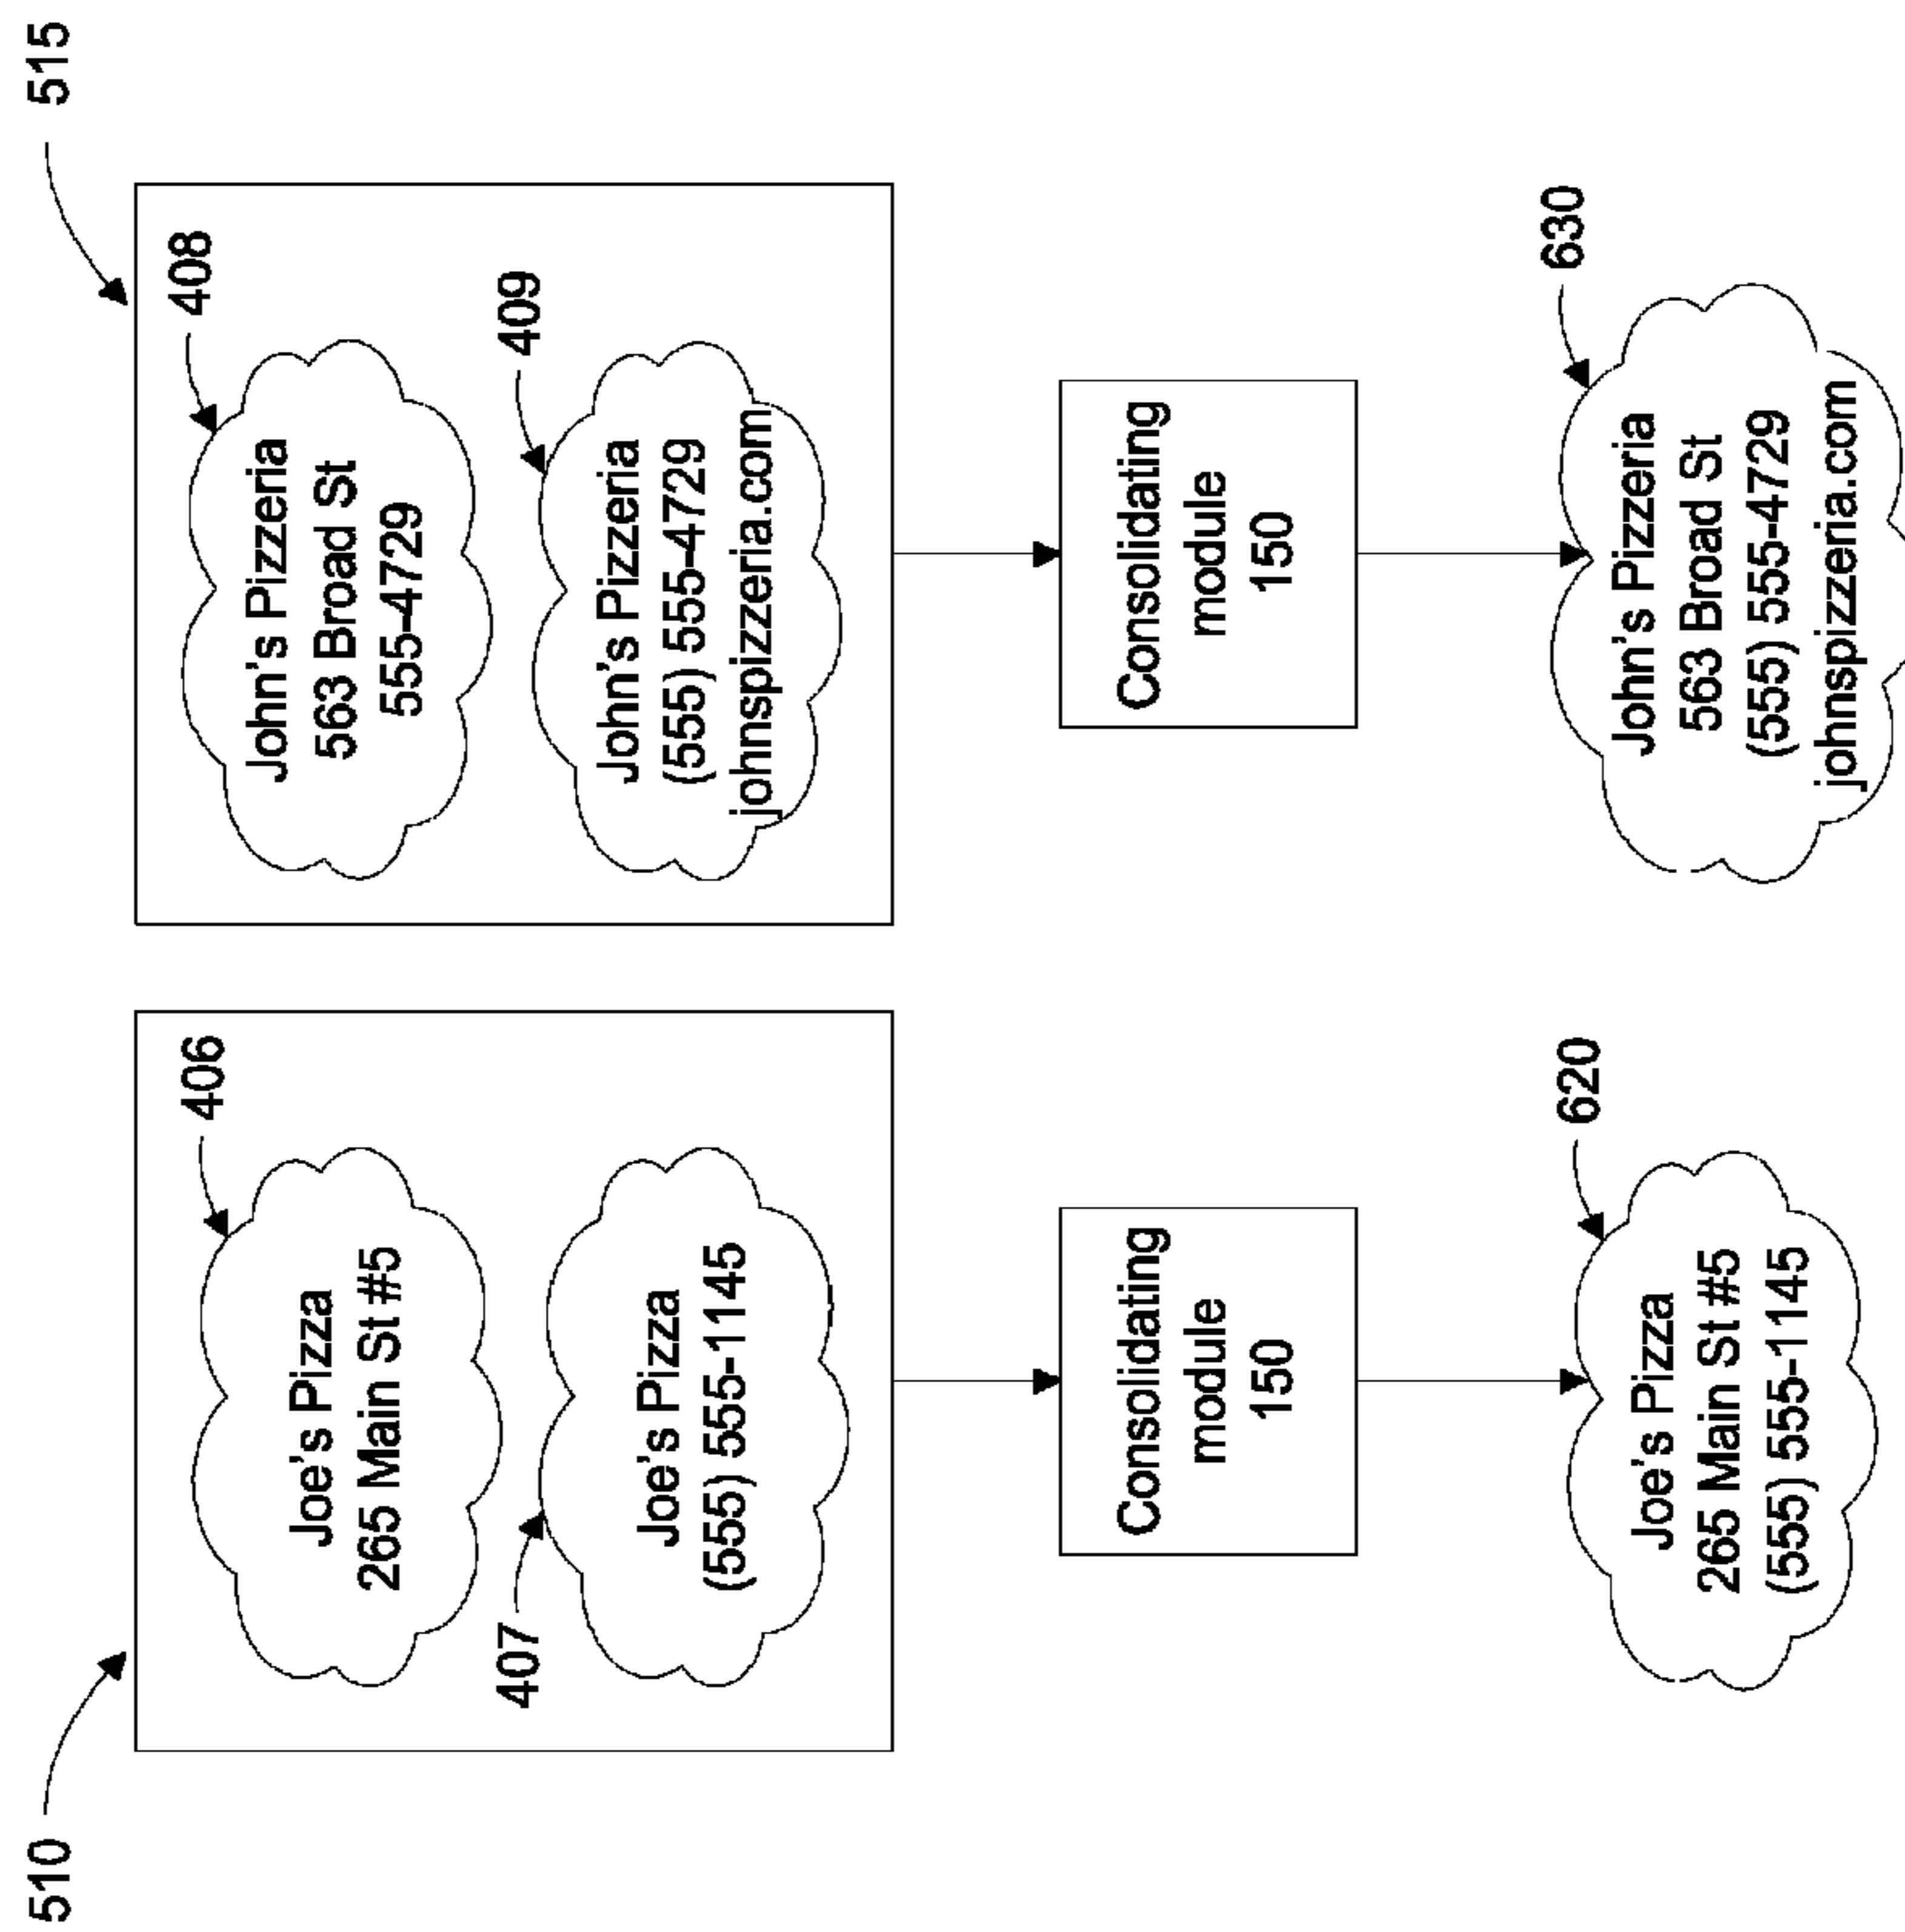 510
406
Joe's Pizza
265 Main St #5
407
Joe's Pizza
(555) 555-1145
Consolidating
module
150
620
Joe's Pizza
265 Main St #5
(555) 555-1145
515
408
John's Pizzeria
563 Broad St
555-4729
409
John's Pizzeria
(555) 555-4729
johnspizzeria.com
Consolidating
module
150
630
John's Pizzeria
563 Broad St
(555) 555-4729
johnspizzeria.com